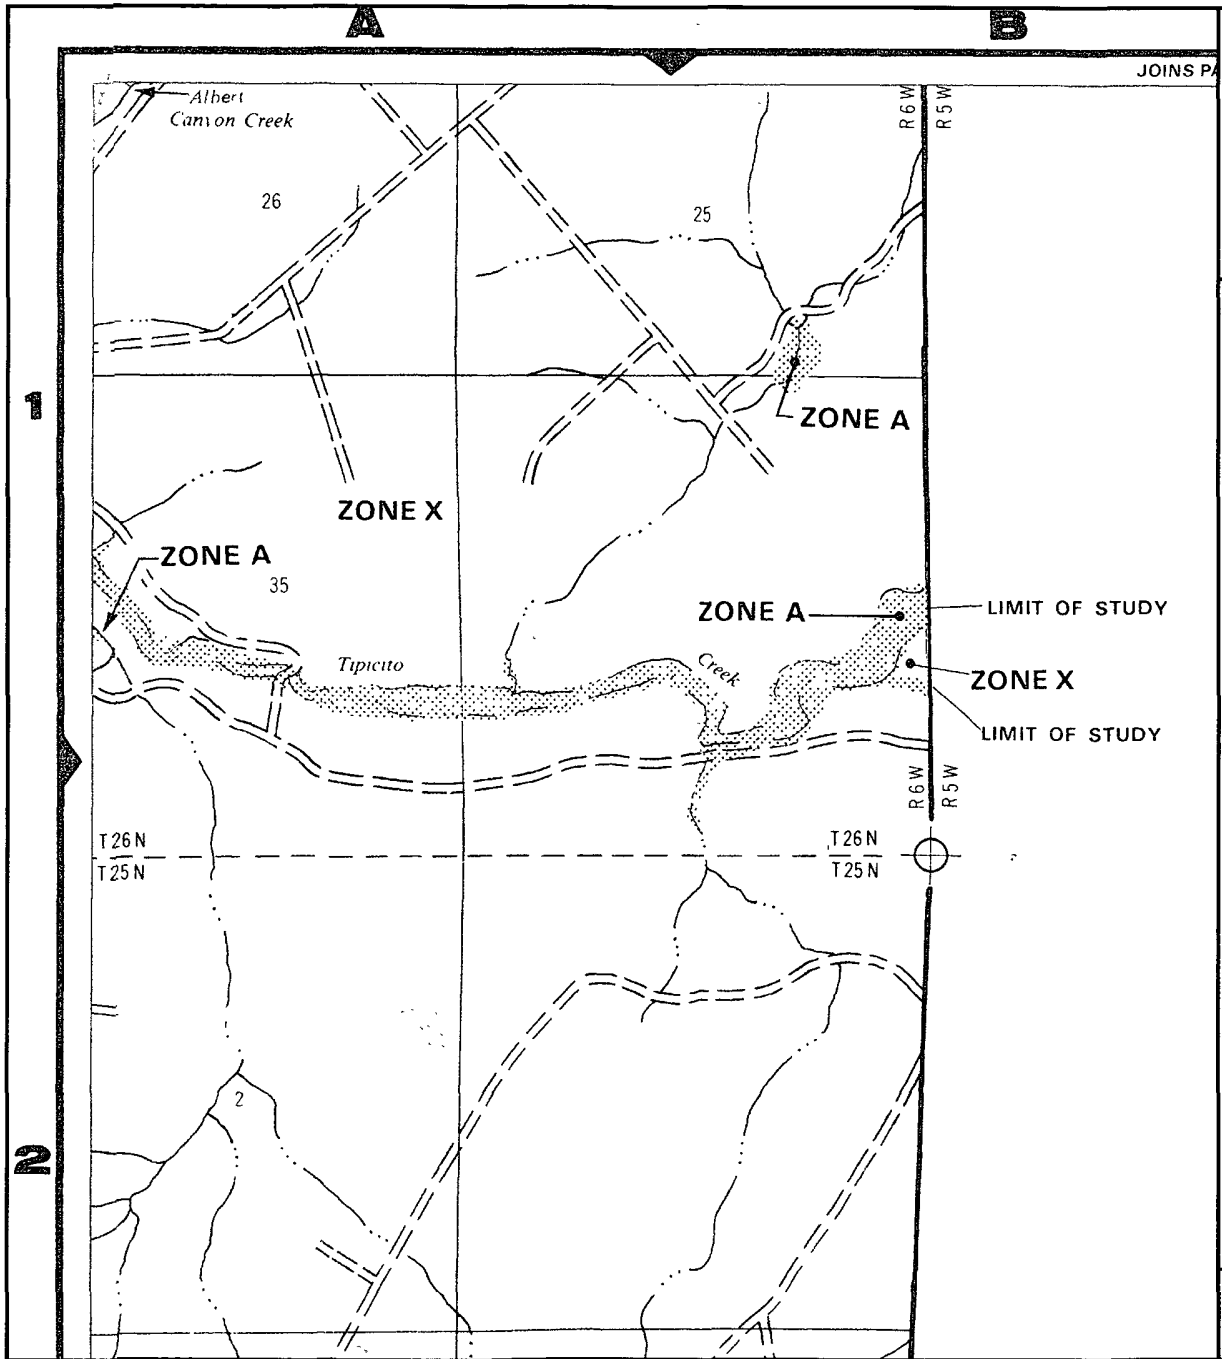 A
B
JOINS PA
Albert
Canyon Creek
R6W
R5W
26
25
1
ZONE A
ZONE X
ZONE A
35
ZONE A
LIMIT OF STUDY
Tipicito
Creek
ZONE X
LIMIT OF STUDY
R6W
R5W
T26N
T26N
T25N
T25N
2
2